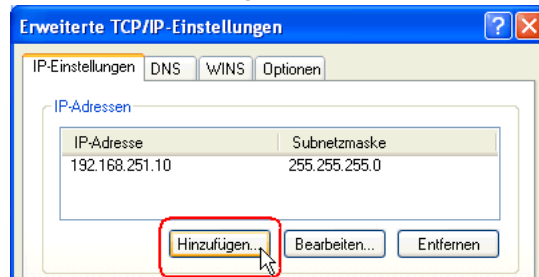 Erweiterte TCP/IP-Einstellungen
IP-Einstellungen DNS WINS Optionen
IP-Adressen
IP-Adresse Subnetzmaske
192.168.251.10 255.255.255.0
Hinzufügen... Bearbeiten... Entfernen